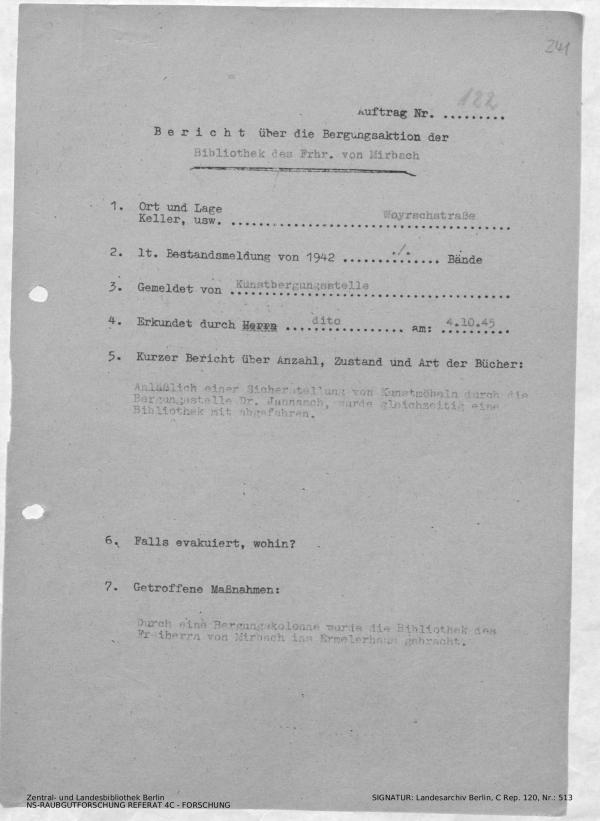 241
Auftrag Nr. 122.........
B e r i c h t über die Bergungsaktion der
Bibliothek des Frhr. von Mirbach
1. Ort und Lage
Keller, usw. ........Woyrschstraße........
2. lt. Bestandsmeldung von 1942 ......./......... Bände
3. Gemeldet von .Kunstbergungsstelle.................
4. Erkundet durch Herrn ....dito.............. am: .4.10.45..
5. Kurzer Bericht über Anzahl, Zustand und Art der Bücher:
Anläßlich einer Sicherstellung von Kunstmöbeln durch die
Bergungsstelle Dr. Jannasch, wurde gleichzeitig eine
Bibliothek mit abgefahren.
6. Falls evakuiert, wohin?
7. Getroffene Maßnahmen:
Durch eine Bergungskolonne wurde die Bibliothek des
Freiherrn von Mirbach ins Ermelerhaus gebracht.
Zentral- und Landesbibliothek Berlin
NS-RAUBGUTFORSCHUNG REFERAT 4C - FORSCHUNG
SIGNATUR: Landesarchiv Berlin, C Rep. 120, Nr.: 513